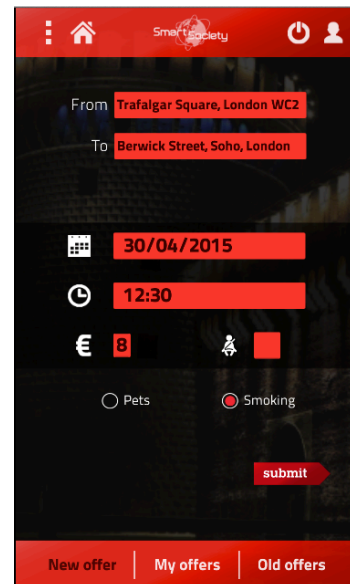 SmartSociety
From Trafalgar Square, London WC2
To Berwick Street, Soho, London
30/04/2015
12:30
€ 8
Pets Smoking
submit
New offer My offers Old offers